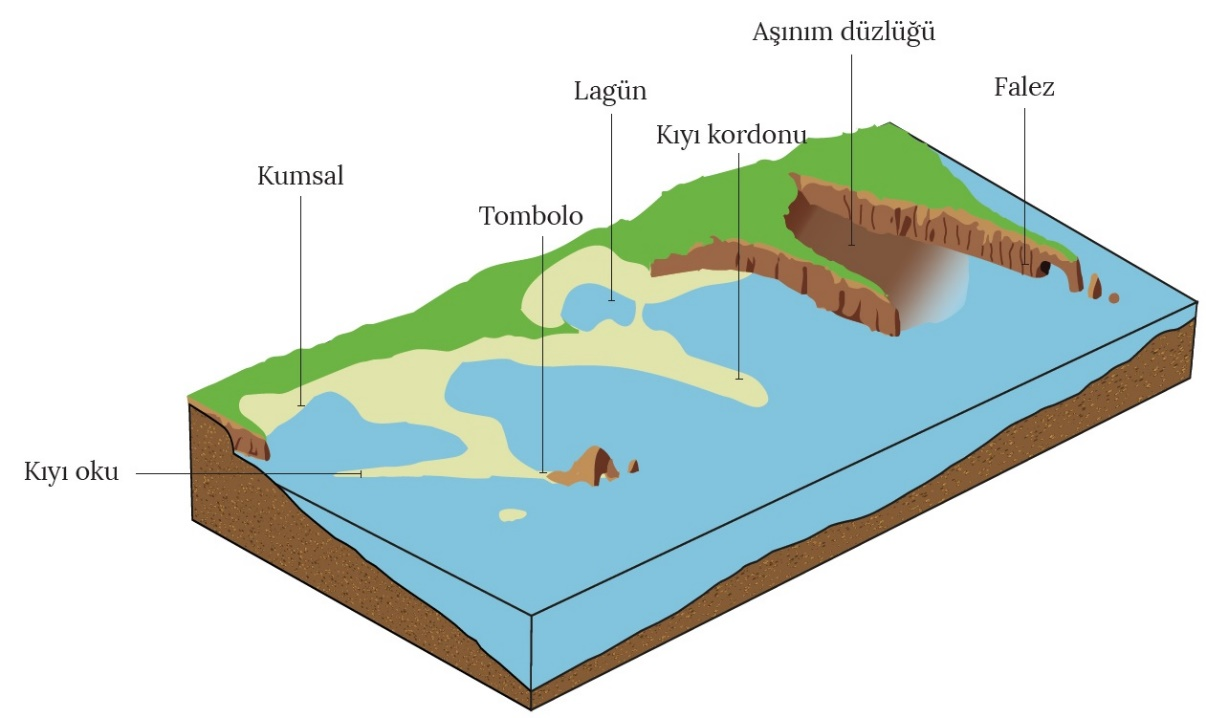 Aşınım düzlüğü
Lagün
Falez
Kıyı kordonu
Kumsal
Tombolo
Kıyı oku